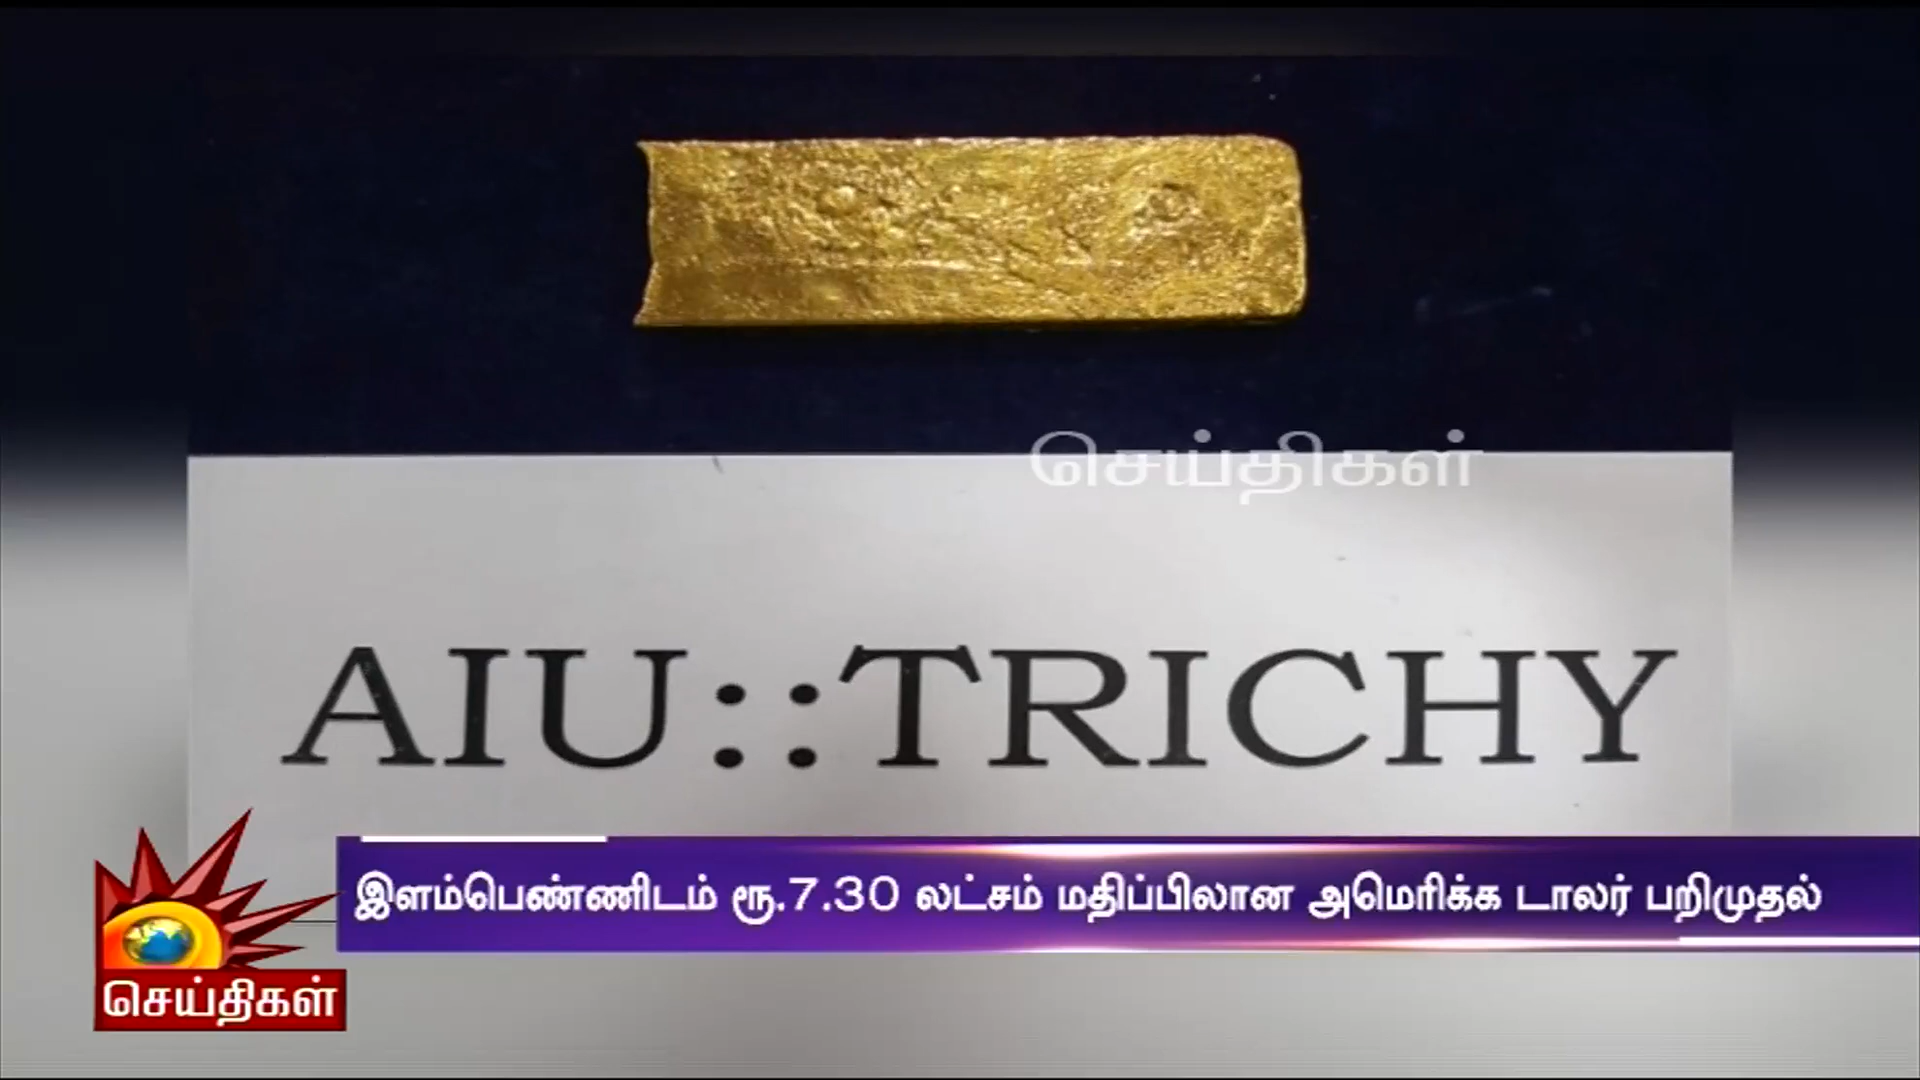 செய்திகள்
AIU::TRICHY
இளம்பெண்ணிடம் ரூ.7.30 லட்சம் மதிப்பிலான அமெரிக்க டாலர் பறிமுதல்
செய்திகள்